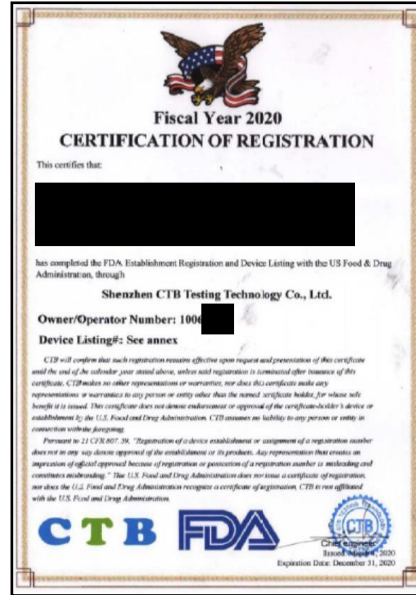 Fiscal Year 2020
CERTIFICATION OF REGISTRATION
This certifies that:
has completed the FDA Establishment Registration and Device Listing with the US Food & Drug
Administration, through
Shenzhen CTB Testing Technology Co., Ltd.
Owner/Operator Number: 1006
Device Listing#: See annex
CTB will confirm that such registration remains effective upon request and presentation of this certificate
until the end of the calendar year stated above, unless said registration is terminated after issuance of this
certificate. CTB makes no other representations or warranties, nor does this certificate make any
representations or warranties to any person or entity other than the named certificate holder, for whose sole
benefit it is issued. This certificate does not denote endorsement or approval of the certificate-holder's device or
establishment by the U.S. Food and Drug Administration. CTB assumes no liability to any person or entity in
connection with the foregoing.
Pursuant to 21 CFR 807.39, "Registration of a device establishment or assignment of a registration number
does not in any way denote approval of the establishment or its products. Any representation that creates an
impression of official approval because of registration or possession of a registration number is misleading and
constitutes misbranding." The U.S. Food and Drug Administration does not issue a certificate of registration,
nor does the U.S. Food and Drug Administration recognize a certificate of registration. CTB is not affiliated
with the U.S. Food and Drug Administration.
CTB FDA
CTB
Chief engineer
Issued: March 4, 2020
Expiration Date: December 31, 2020